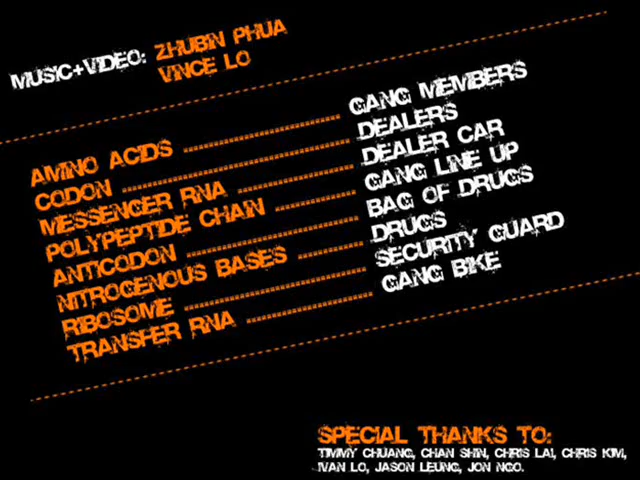 MUSIC+VIDEO: ZHUBIN PHUA
VINCE LO
AMINO ACIDS ........................ GANG MEMBERS
CODON ........................ DEALERS
MESSENGER RNA ........................ DEALER CAR
POLYPEPTIDE CHAIN ........................ GANG LINE UP
ANTICODON ........................ BAG OF DRUGS
NITROGENOUS BASES ........................ DRUGS
RIBOSOME ........................ SECURITY GUARD
TRANSFER RNA ........................ GANG BIKE
SPECIAL THANKS TO:
TIMMY CHUANG, CHAN SHIN, CHRIS LAI, CHRIS KIM,
IVAN LO, JASON LEUNG, JON NGO.